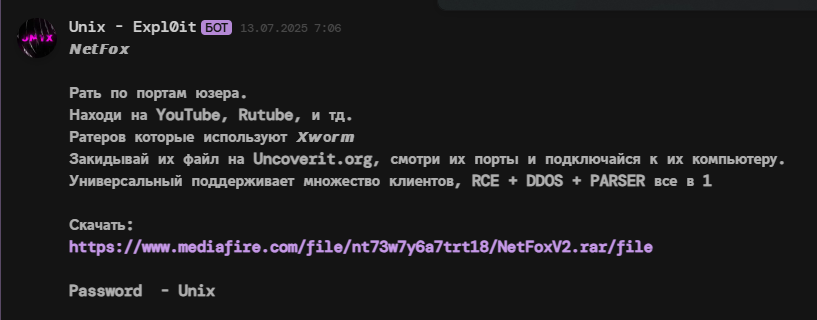 Unix - Expl0it БОТ 13.07.2025 7:06
NetFox
Рать по портам юзера.
Находи на YouTube, Rutube, и тд.
Ратеров которые используют Xworm
Закидывай их файл на Uncoverit.org, смотри их порты и подключайся к их компьютеру.
Универсальный поддерживает множество клиентов, RCE + DDOS + PARSER все в 1
Скачать:
https://www.mediafire.com/file/nt73w7y6a7trt18/NetFoxV2.rar/file
Password - Unix